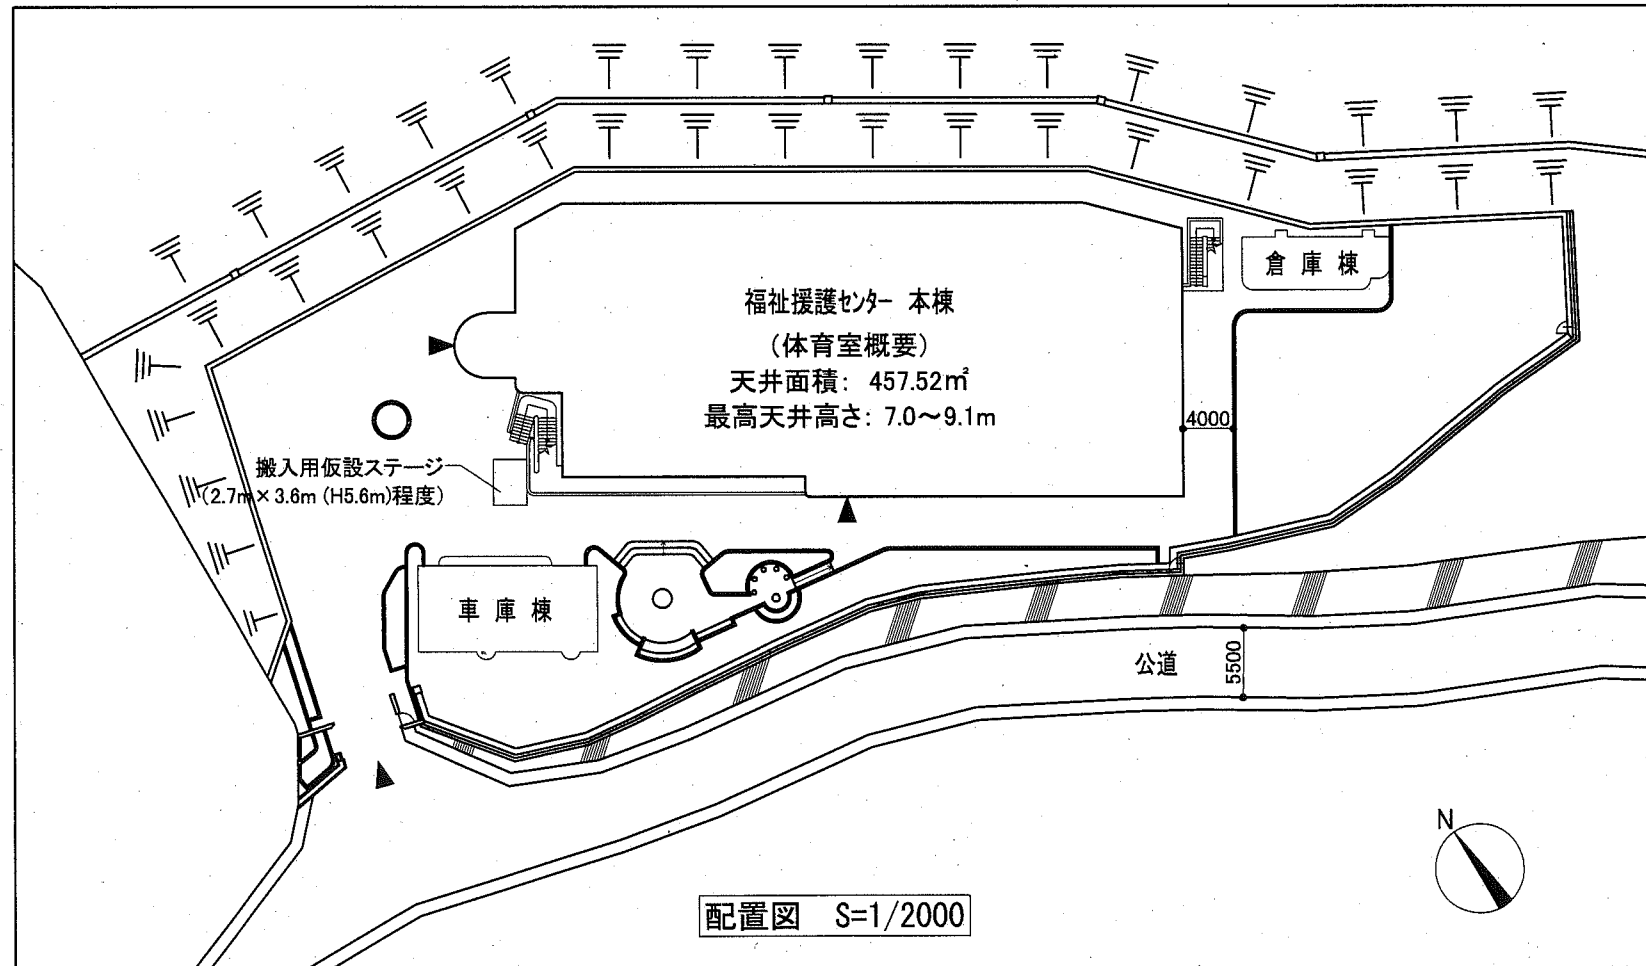 倉庫棟
福祉援護ｾﾝﾀｰ 本棟
（体育室概要）
天井面積： 457.52㎡
最高天井高さ： 7.0～9.1m
4000
搬入用仮設ステージ
（2.7m×3.6m (H5.6m)程度）
車庫棟
公道
5500
N
配置図 S=1/2000